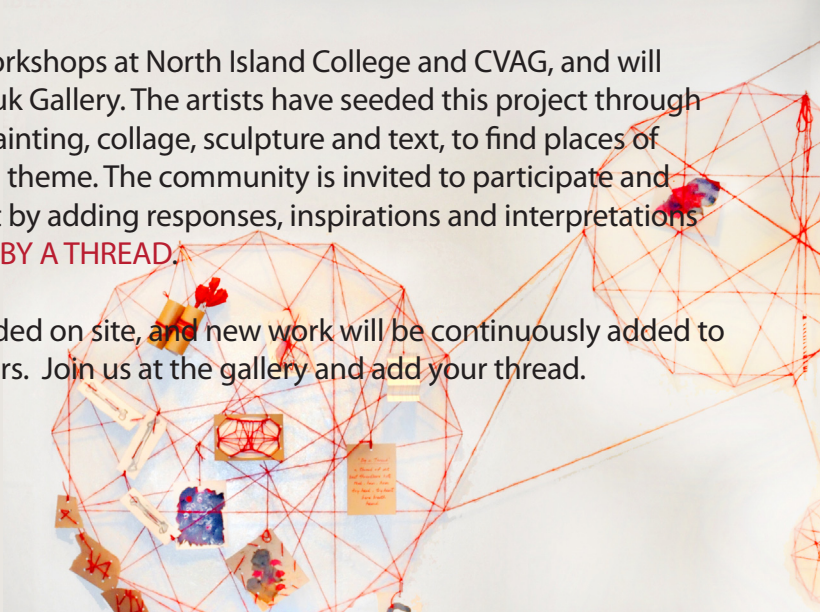 orkshops at North Island College and CVAG, and will
uk Gallery. The artists have seeded this project through
ainting, collage, sculpture and text, to find places of
theme. The community is invited to participate and
t by adding responses, inspirations and interpretations
BY A THREAD.
ded on site, and new work will be continuously added to
rs. Join us at the gallery and add your thread.